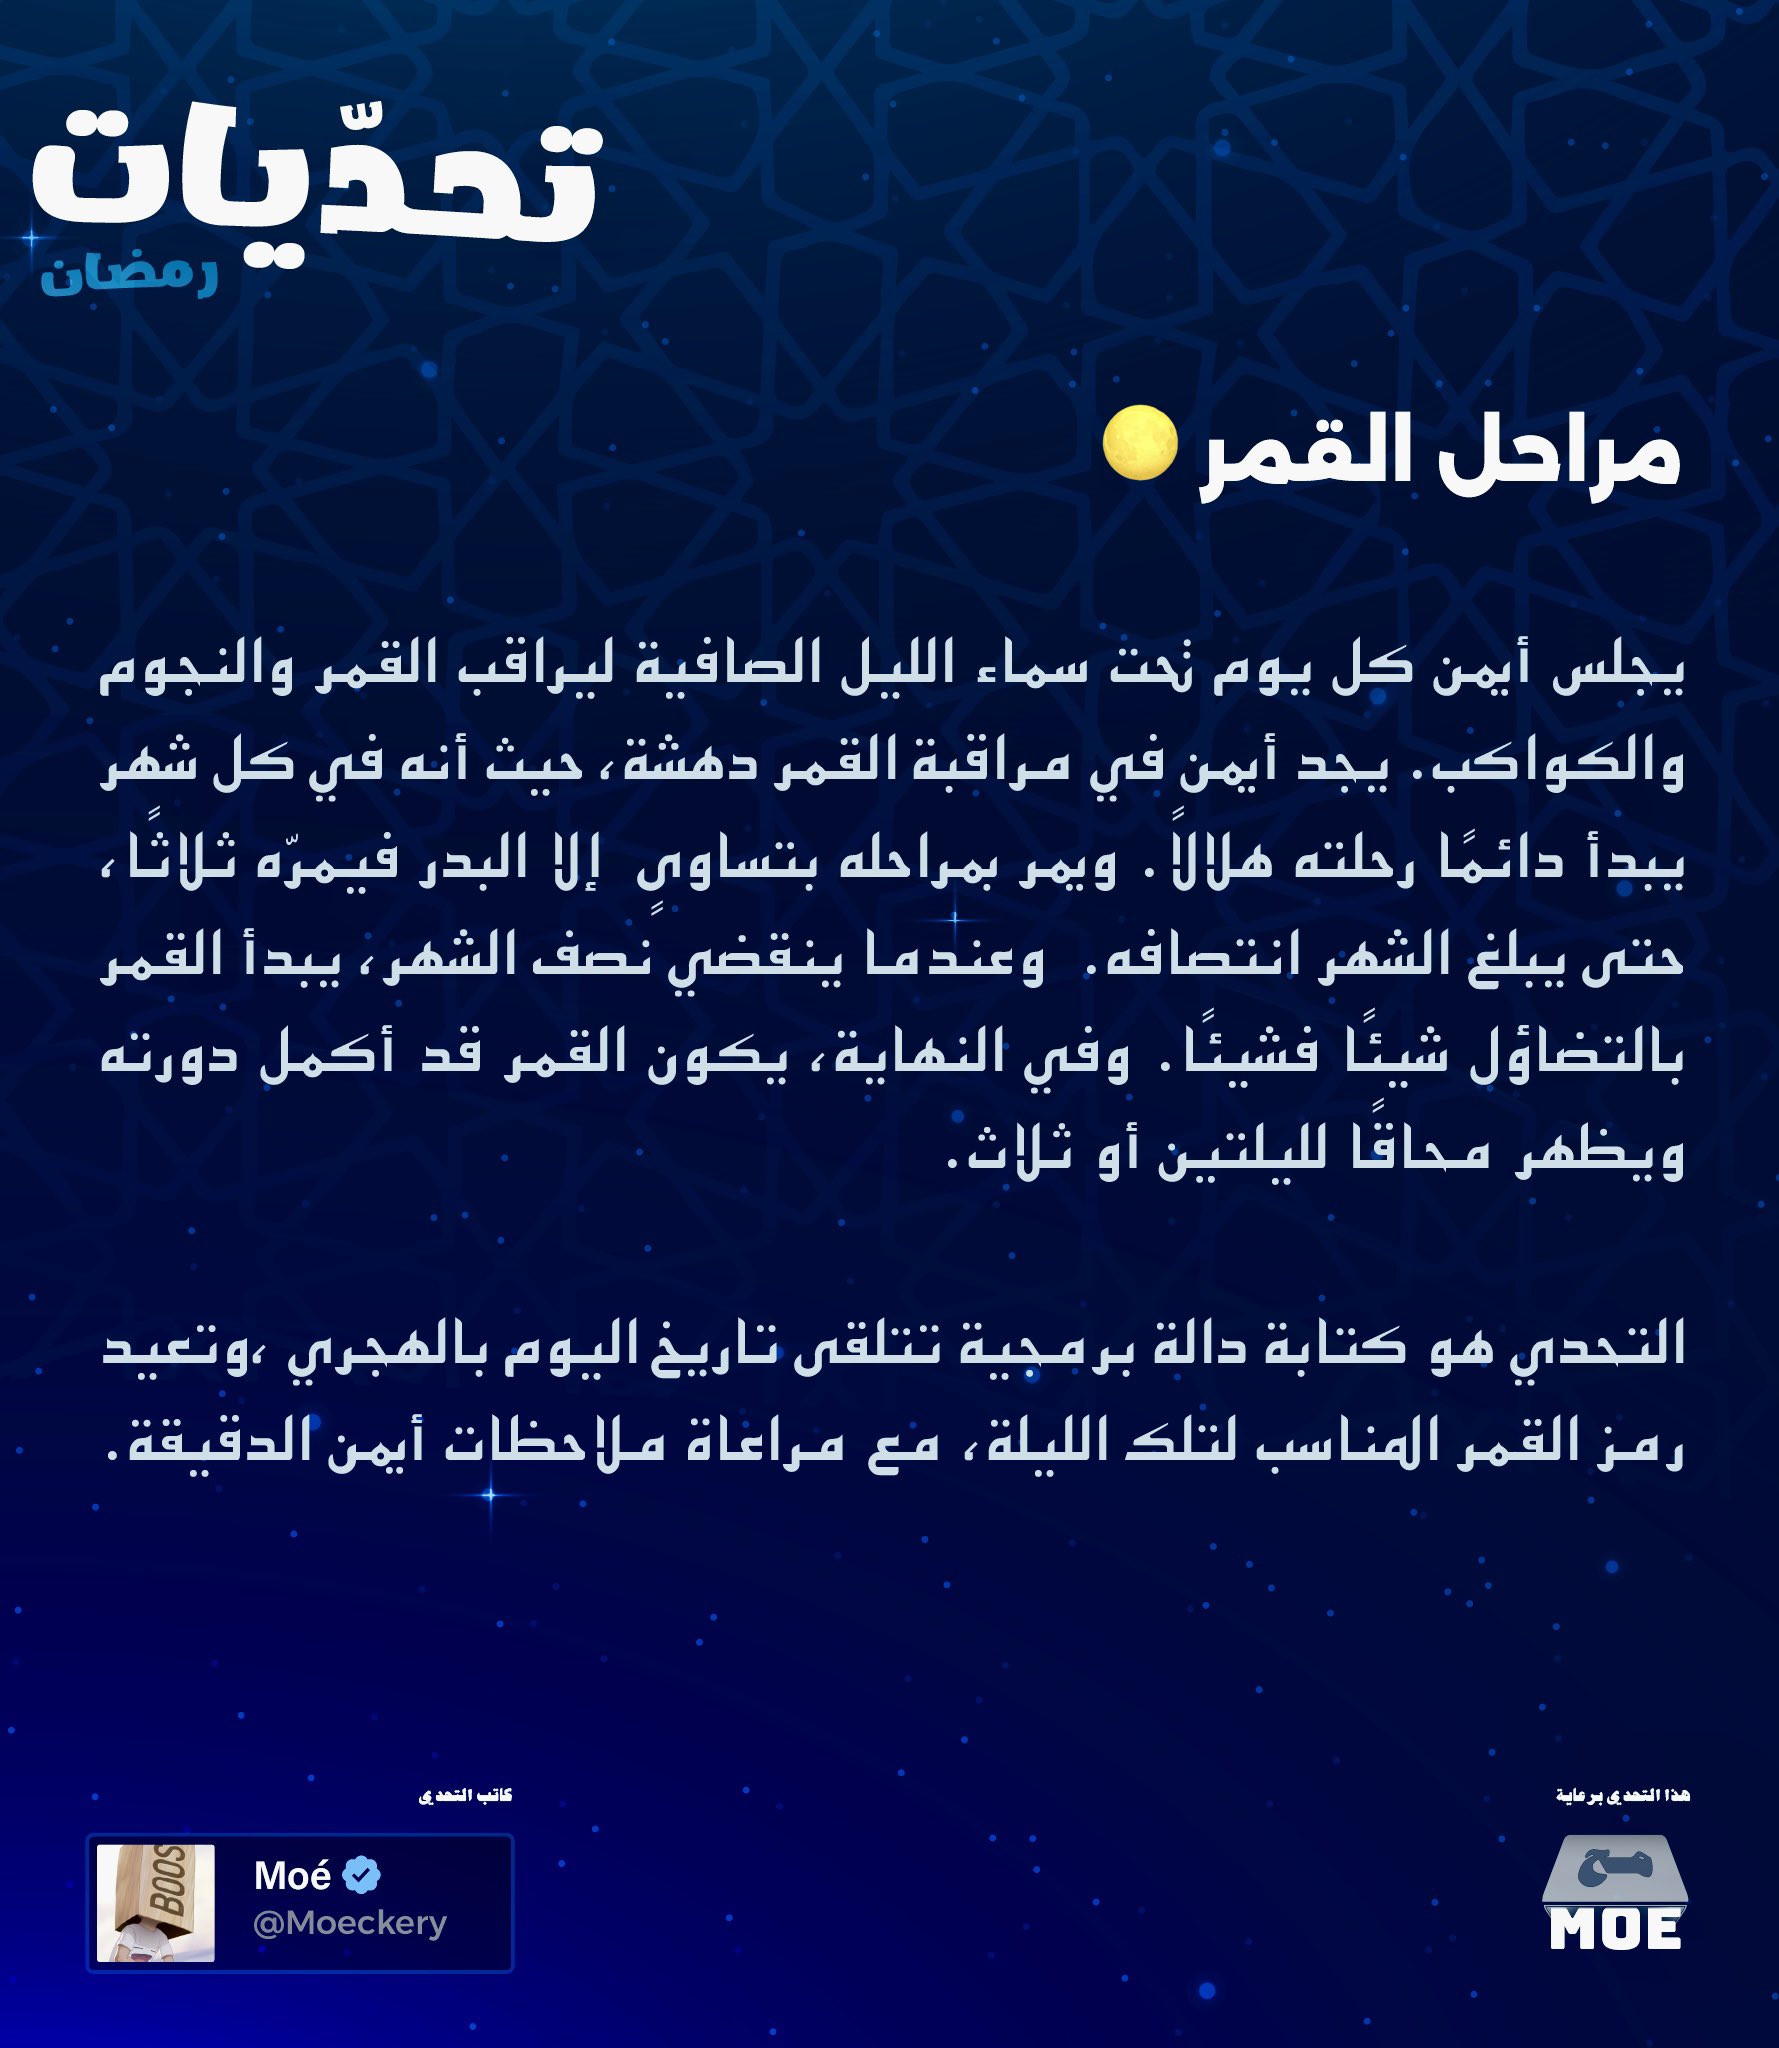 تحدّيات
رمضان
مراحل القمر
يجلس أيمن كل يوم تحت سماء الليل الصافية ليراقب القمر والنجوم
والكواكب. يجد أيمن في مراقبة القمر دهشة، حيث أنه في كل شهر
يبدأ دائمًا رحلته هلالاً. ويمر بمراحله بتساوىٍ إلا البدر فيمرّه ثلاثًا،
حتى يبلغ الشهر انتصافه. وعندما ينقضي نصف الشهر، يبدأ القمر
بالتضاؤل شيئًا فشيئًا. وفي النهاية، يكون القمر قد أكمل دورته
ويظهر محاقًا لليلتين أو ثلاث.
التحدي هو كتابة دالة برمجية تتلقى تاريخ اليوم بالهجري ،وتعيد
رمز القمر المناسب لتلك الليلة، مع مراعاة ملاحظات أيمن الدقيقة.
هذا التحدي برعاية
MOE
كاتب التحدي
BOOS
Moé
@Moeckery